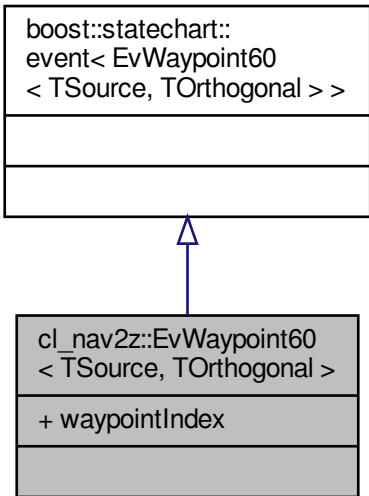 boost::statechart::
event< EvWaypoint60
< TSource, TOrthogonal > >
cl_nav2z::EvWaypoint60
< TSource, TOrthogonal >
+ waypointIndex